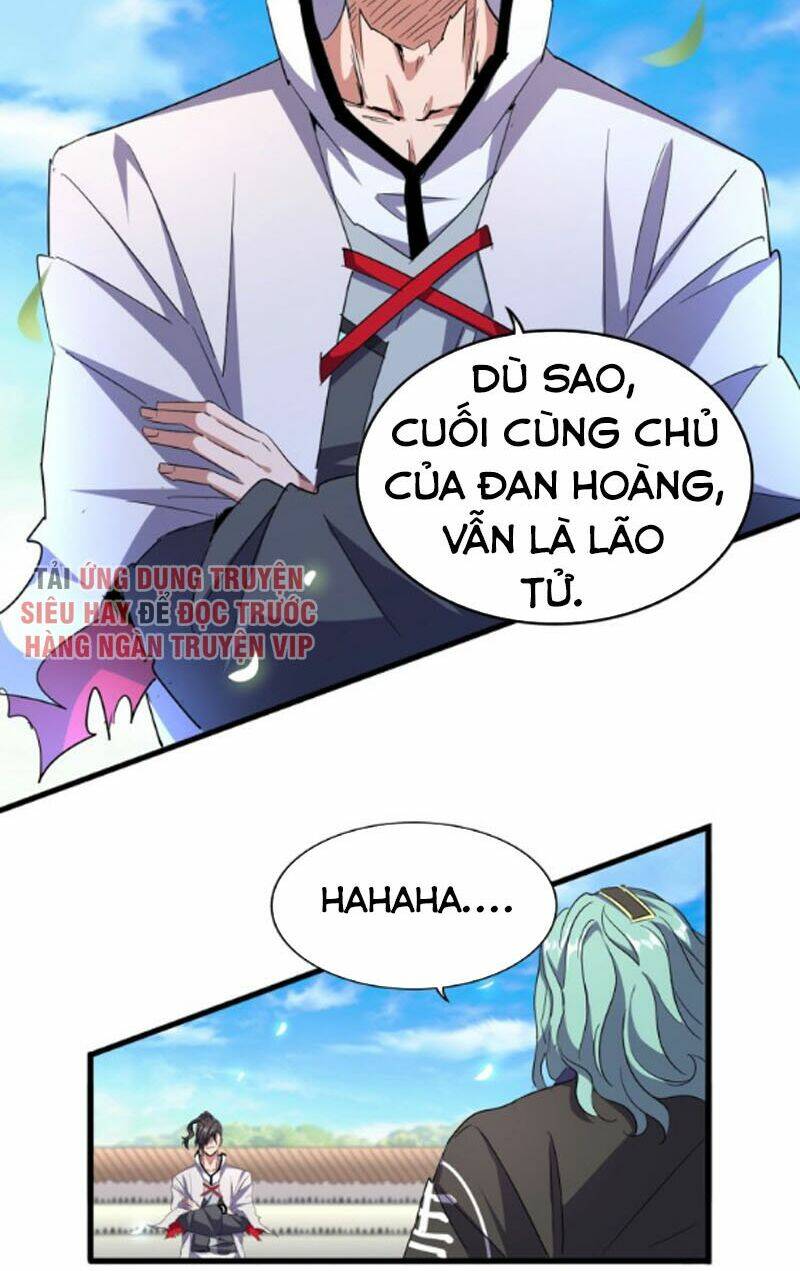 DÙ SAO,
CUỐI CÙNG CHỦ
CỦA ĐAN HOÀNG,
VẪN LÀ LÃO
TỬ.
TẢI ỨNG DỤNG TRUYỆN
SIÊU HAY ĐỂ ĐỌC TRƯỚC
HÀNG NGÀN TRUYỆN VIP
HAHAHA....